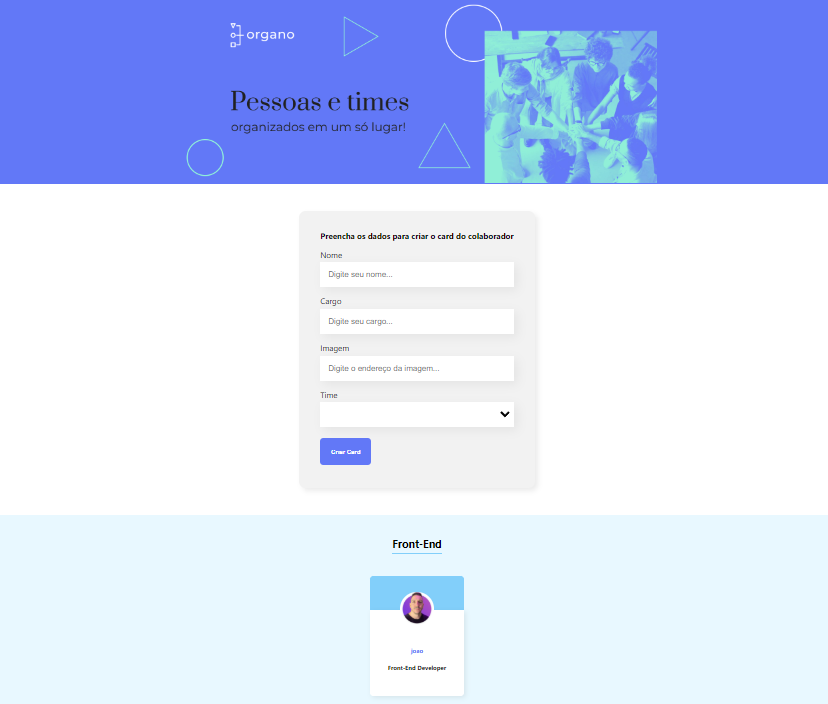 organo
Pessoas e times
organizados em um só lugar!
Preencha os dados para criar o card do colaborador
Nome
Digite seu nome...
Cargo
Digite seu cargo...
Imagem
Digite o endereço da imagem...
Time
Criar Card
Front-End
joao
Front-End Developer